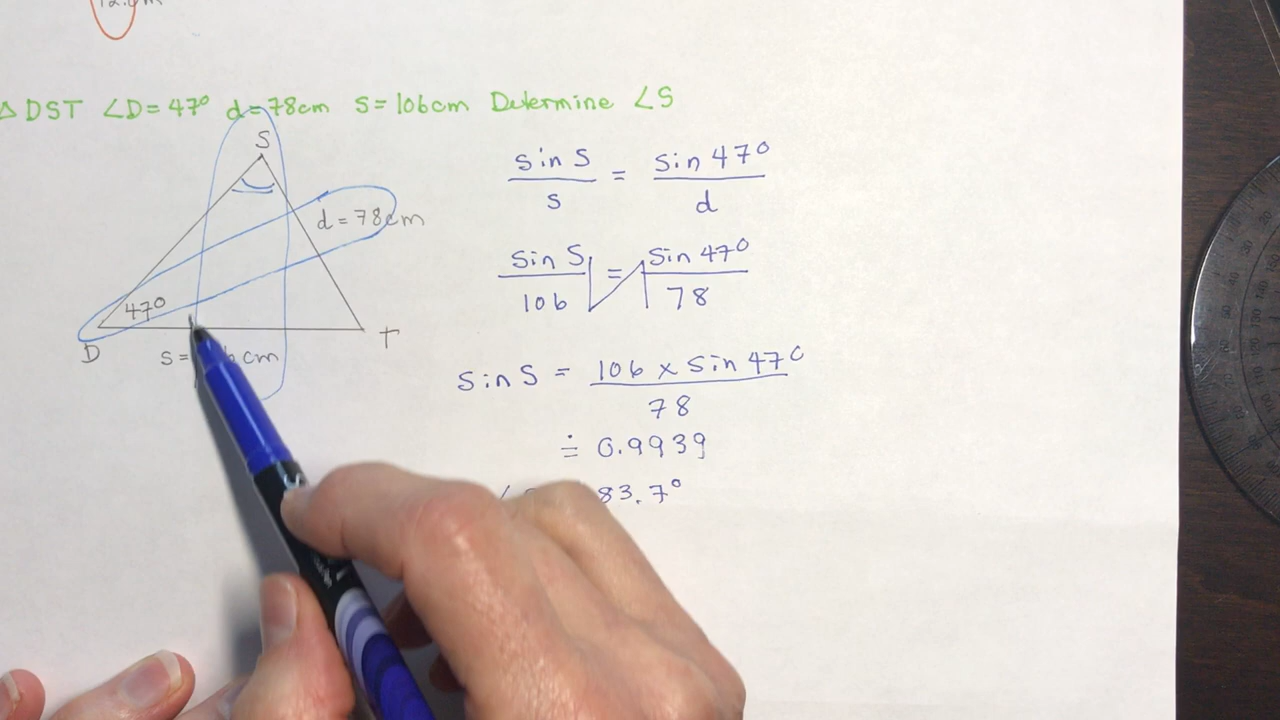 △DST ∠D=47° d=78cm s=106cm Determine ∠S
S
d=78cm
47°
D
T
s=
cm
sin S / s = sin 47° / d
sin S / 106 = sin 47° / 78
sin S = 106 x sin 47° / 78
≐ 0.9939
83.7°